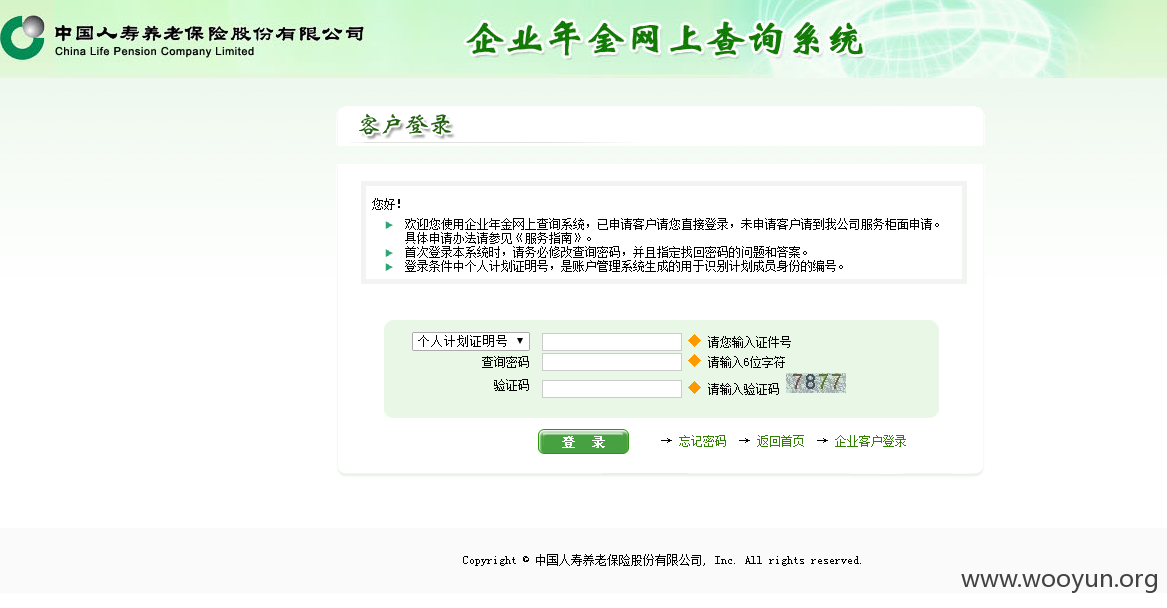 中国人寿养老保险股份有限公司
China Life Pension Company Limited
企业年金网上查询系统
客户登录
您好！
欢迎您使用企业年金网上查询系统，已申请客户请您直接登录，未申请客户请到我公司服务柜面申请。
具体申请办法请参见《服务指南》。
首次登录本系统时，请务必修改查询密码，并且指定找回密码的问题和答案。
登录条件中个人计划证明号，是账户管理系统生成的用于识别计划成员身份的编号。
个人计划证明号 ▼ ◆ 请您输入证件号
查询密码 ◆ 请输入6位字符
验证码 ◆ 请输入验证码 7877
登 录 → 忘记密码 → 返回首页 → 企业客户登录
Copyright © 中国人寿养老保险股份有限公司, Inc. All rights reserved.
www.wooyun.org